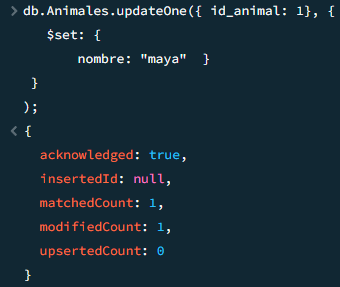 > db.Animales.updateOne({ id_animal: 1}, {
$set: {
nombre: "maya"  }
}
);
< {
acknowledged: true,
insertedId: null,
matchedCount: 1,
modifiedCount: 1,
upsertedCount: 0
}